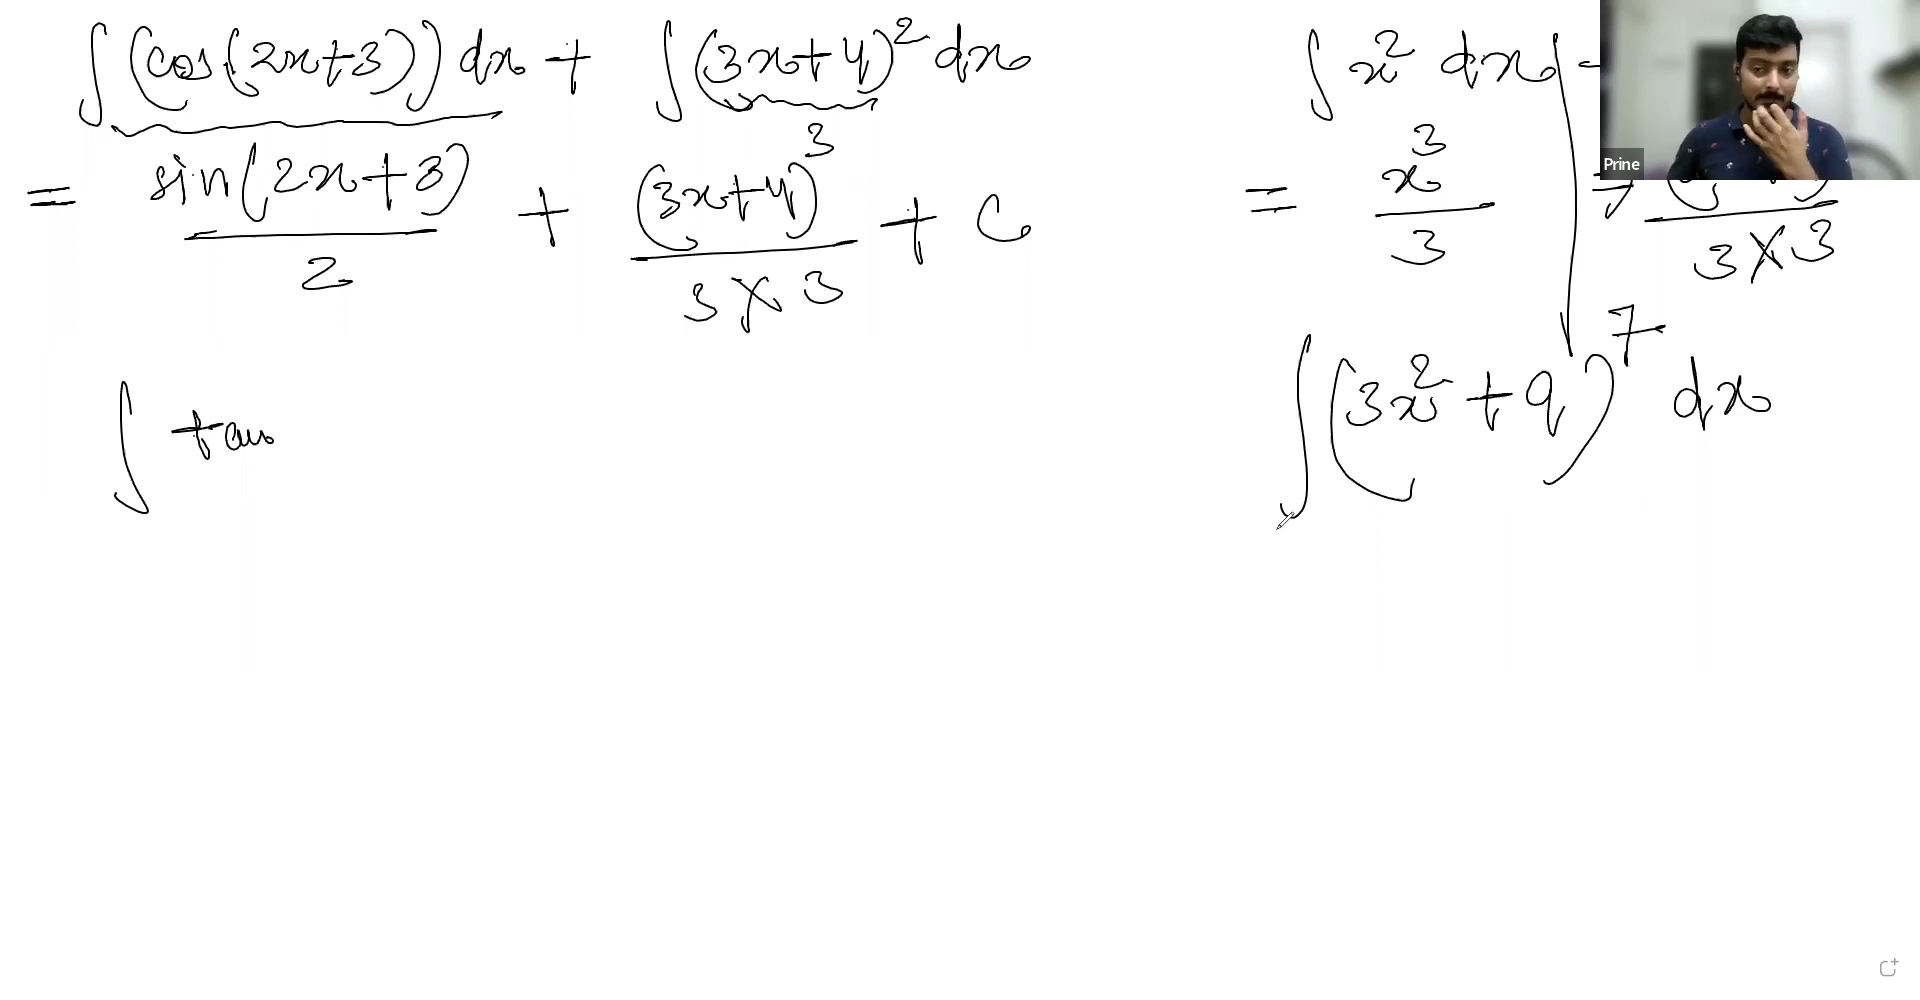 ∫ (cos(2x+3)) dx + ∫ (3x+4)² dx
= sin(2x+3)/2 + (3x+4)³/3×3 + C
∫ tan
∫ x² dx
= x³/3
3×3
∫ (3x²+9)⁷ dx
Prine